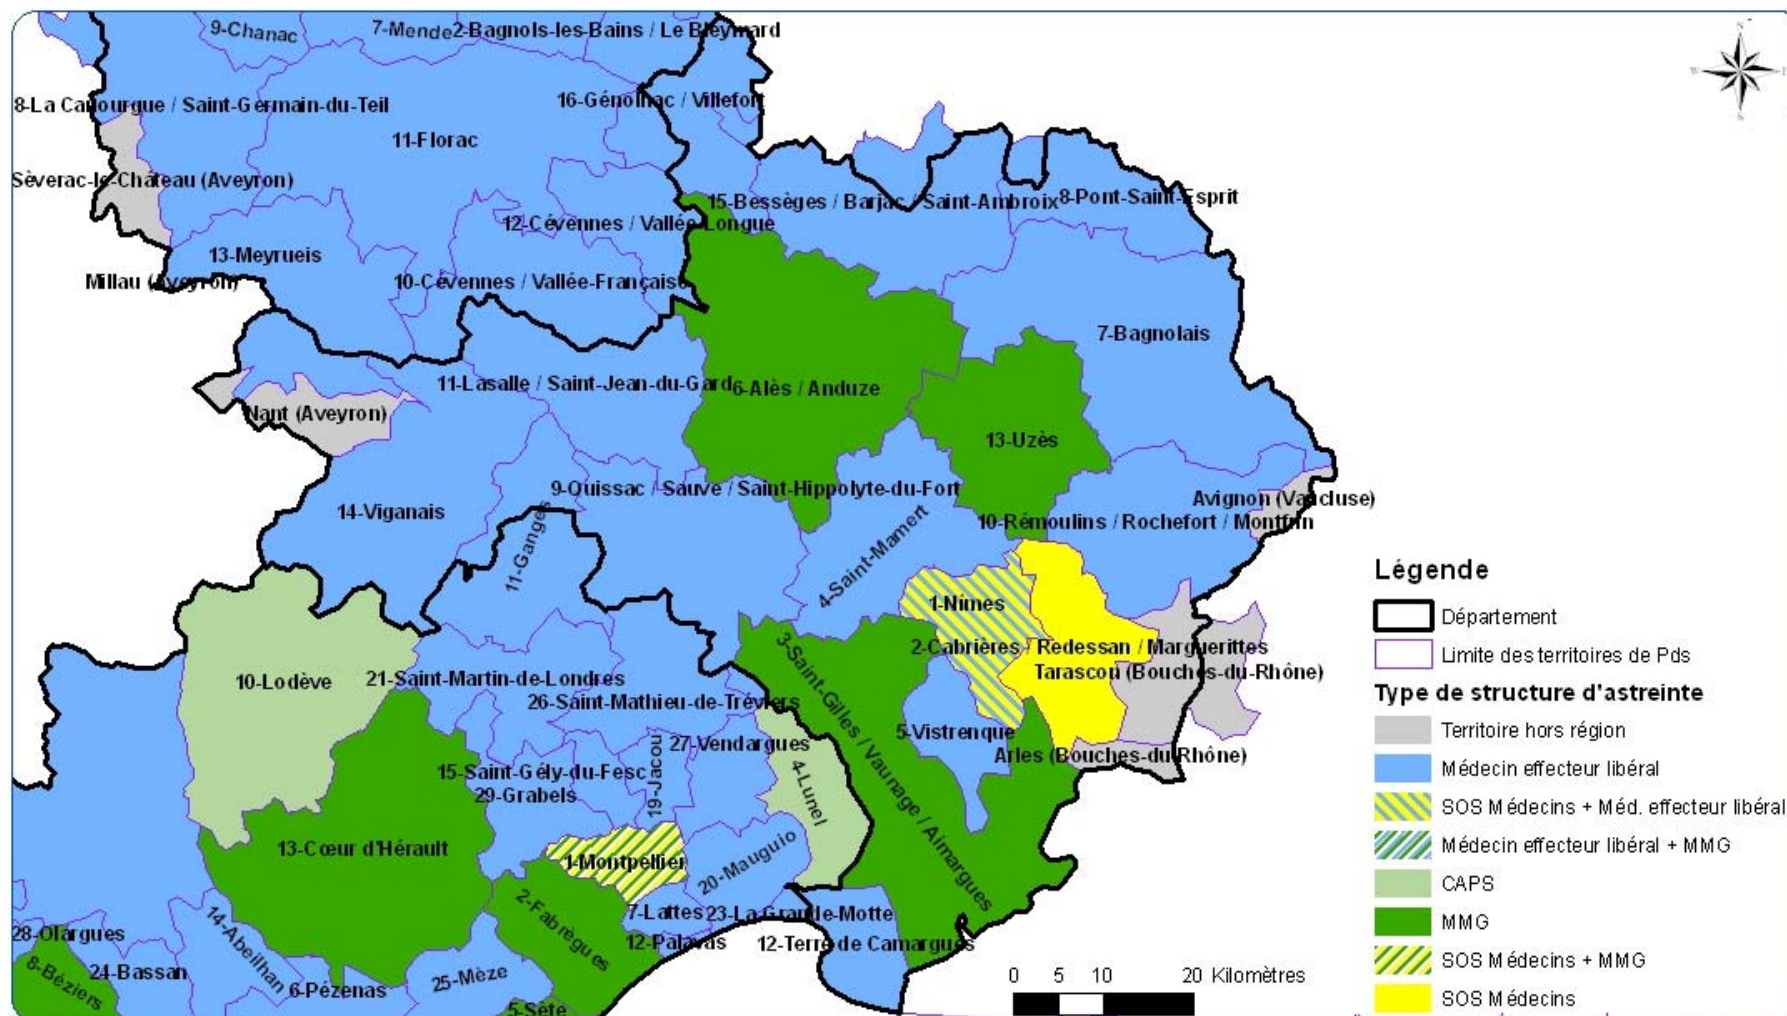 9-Chanac
7-Mende
2-Bagnols-les-Bains / Le Bleymard
8-La Canourgue / Saint-Germain-du-Teil
16-Génolhac / Villefort
11-Florac
Sèverac-le-Château (Aveyron)
15-Bessèges / Barjac / Saint-Ambroix
8-Pont-Saint-Esprit
12-Cévennes / Vallée-Longue
13-Meyrueis
Millau (Aveyron)
10-Cévennes / Vallée-Française
7-Bagnolais
11-Lasalle / Saint-Jean-du-Gard
6-Alès / Anduze
Nant (Aveyron)
13-Uzès
9-Quissac / Sauve / Saint-Hippolyte-du-Fort
Avignon (Vaucluse)
14-Viganais
10-Rémoulins / Rochefort / Montfrin
11-Ganges
4-Saint-Mamert
1-Nîmes
2-Cabrières / Redessan / Marguerittes
Tarascon (Bouches-du-Rhône)
3-Saint-Gilles / Vaunage / Aimargues
10-Lodève
21-Saint-Martin-de-Londres
26-Saint-Mathieu-de-Tréviers
5-Vistrenque
27-Vendargues
Arles (Bouches-du-Rhône)
15-Saint-Gély-du-Fesc
19-Jacou
4-Lunel
29-Grabels
13-Cœur d'Hérault
1-Montpellier
20-Mauguio
2-Fabrègues
7-Lattes
23-La Grande-Motte
12-Palavas
12-Terre de Camargues
28-Olargues
14-Abeilhan
24-Bassan
8-Béziers
6-Pézenas
25-Mèze
5-Sète
0 5 10 20 Kilomètres
Légende
Département
Limite des territoires de Pds
Type de structure d'astreinte
Territoire hors région
Médecin effecteur libéral
SOS Médecins + Méd. effecteur libéral
Médecin effecteur libéral + MMG
CAPS
MMG
SOS Médecins + MMG
SOS Médecins